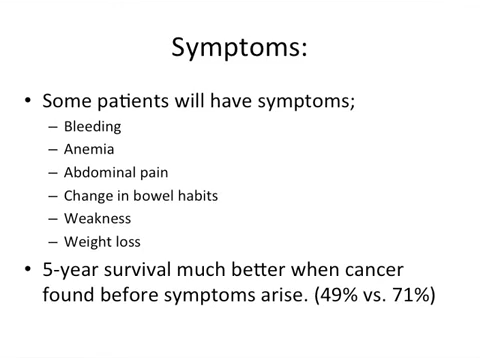 Symptoms:
• Some patients will have symptoms;
– Bleeding
– Anemia
– Abdominal pain
– Change in bowel habits
– Weakness
– Weight loss
• 5-year survival much better when cancer
found before symptoms arise. (49% vs. 71%)